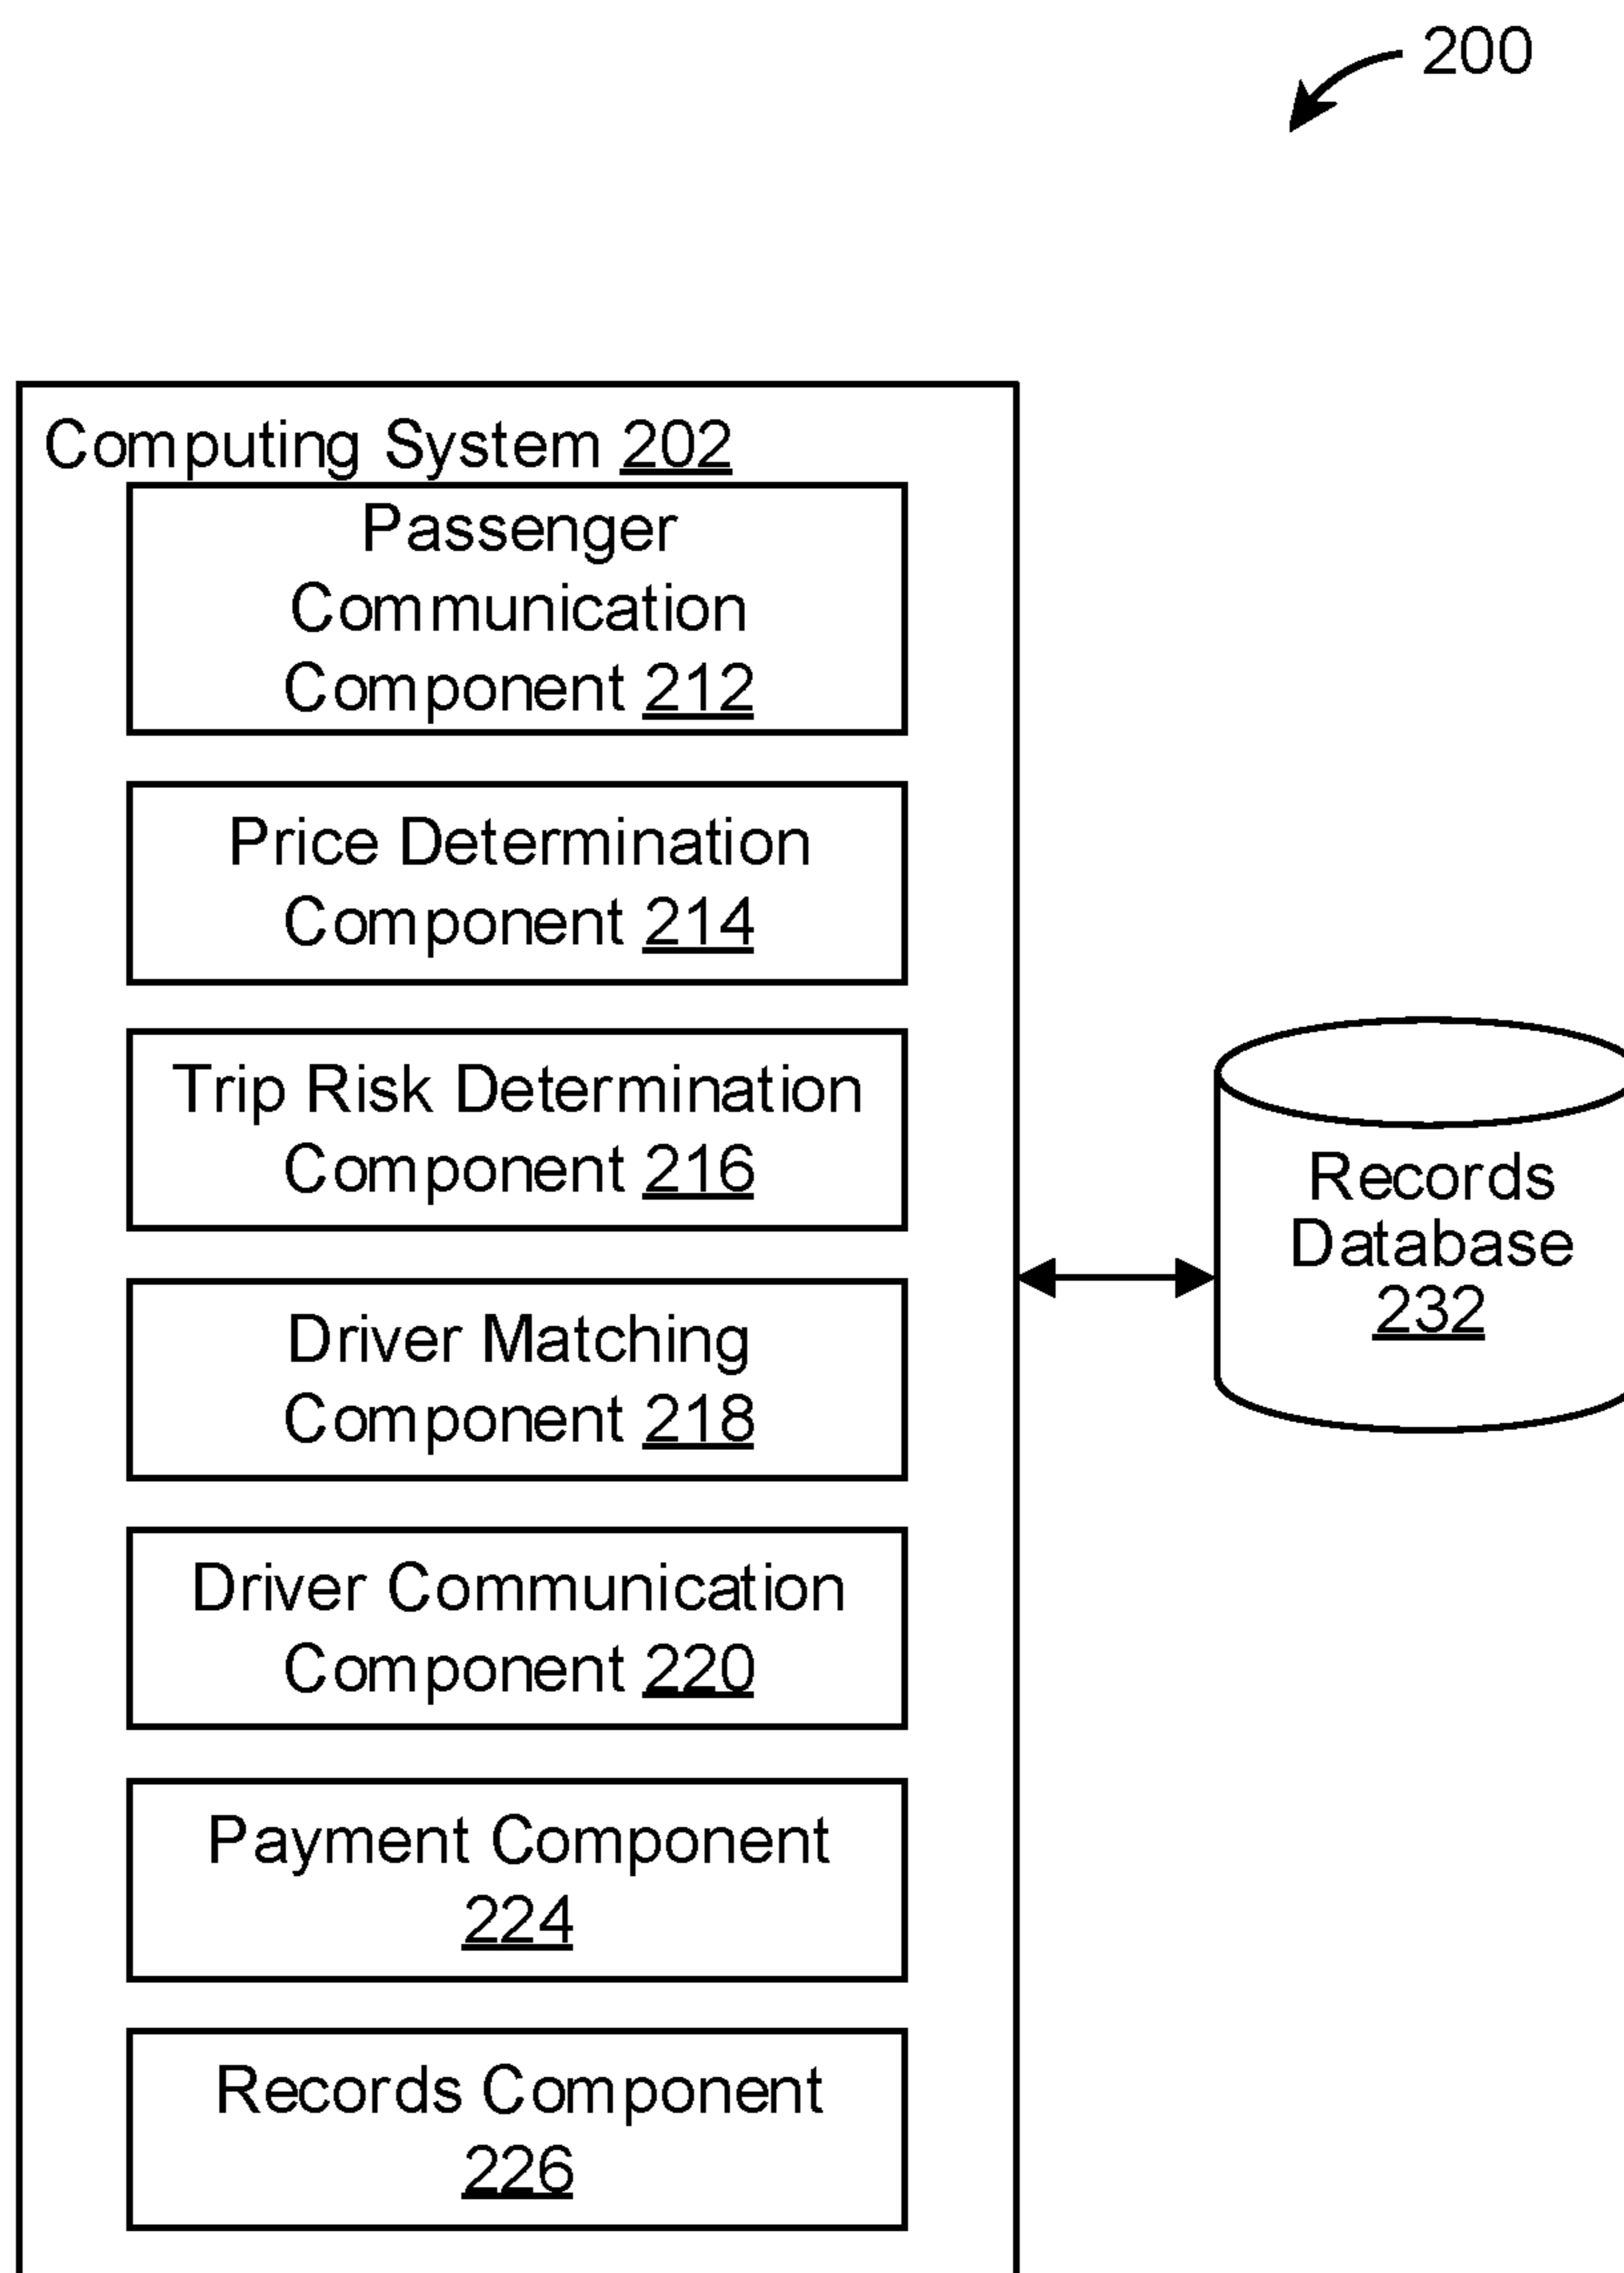 200
Computing System 202
Passenger
Communication
Component 212
Price Determination
Component 214
Trip Risk Determination
Component 216
Driver Matching
Component 218
Driver Communication
Component 220
Payment Component
224
Records Component
226
Records
Database
232